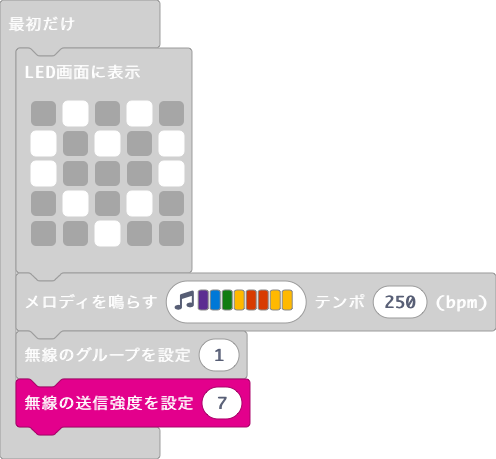 最初だけ
LED画面に表示
メロディを鳴らす テンポ 250 (bpm)
無線のグループを設定 1
無線の送信強度を設定 7